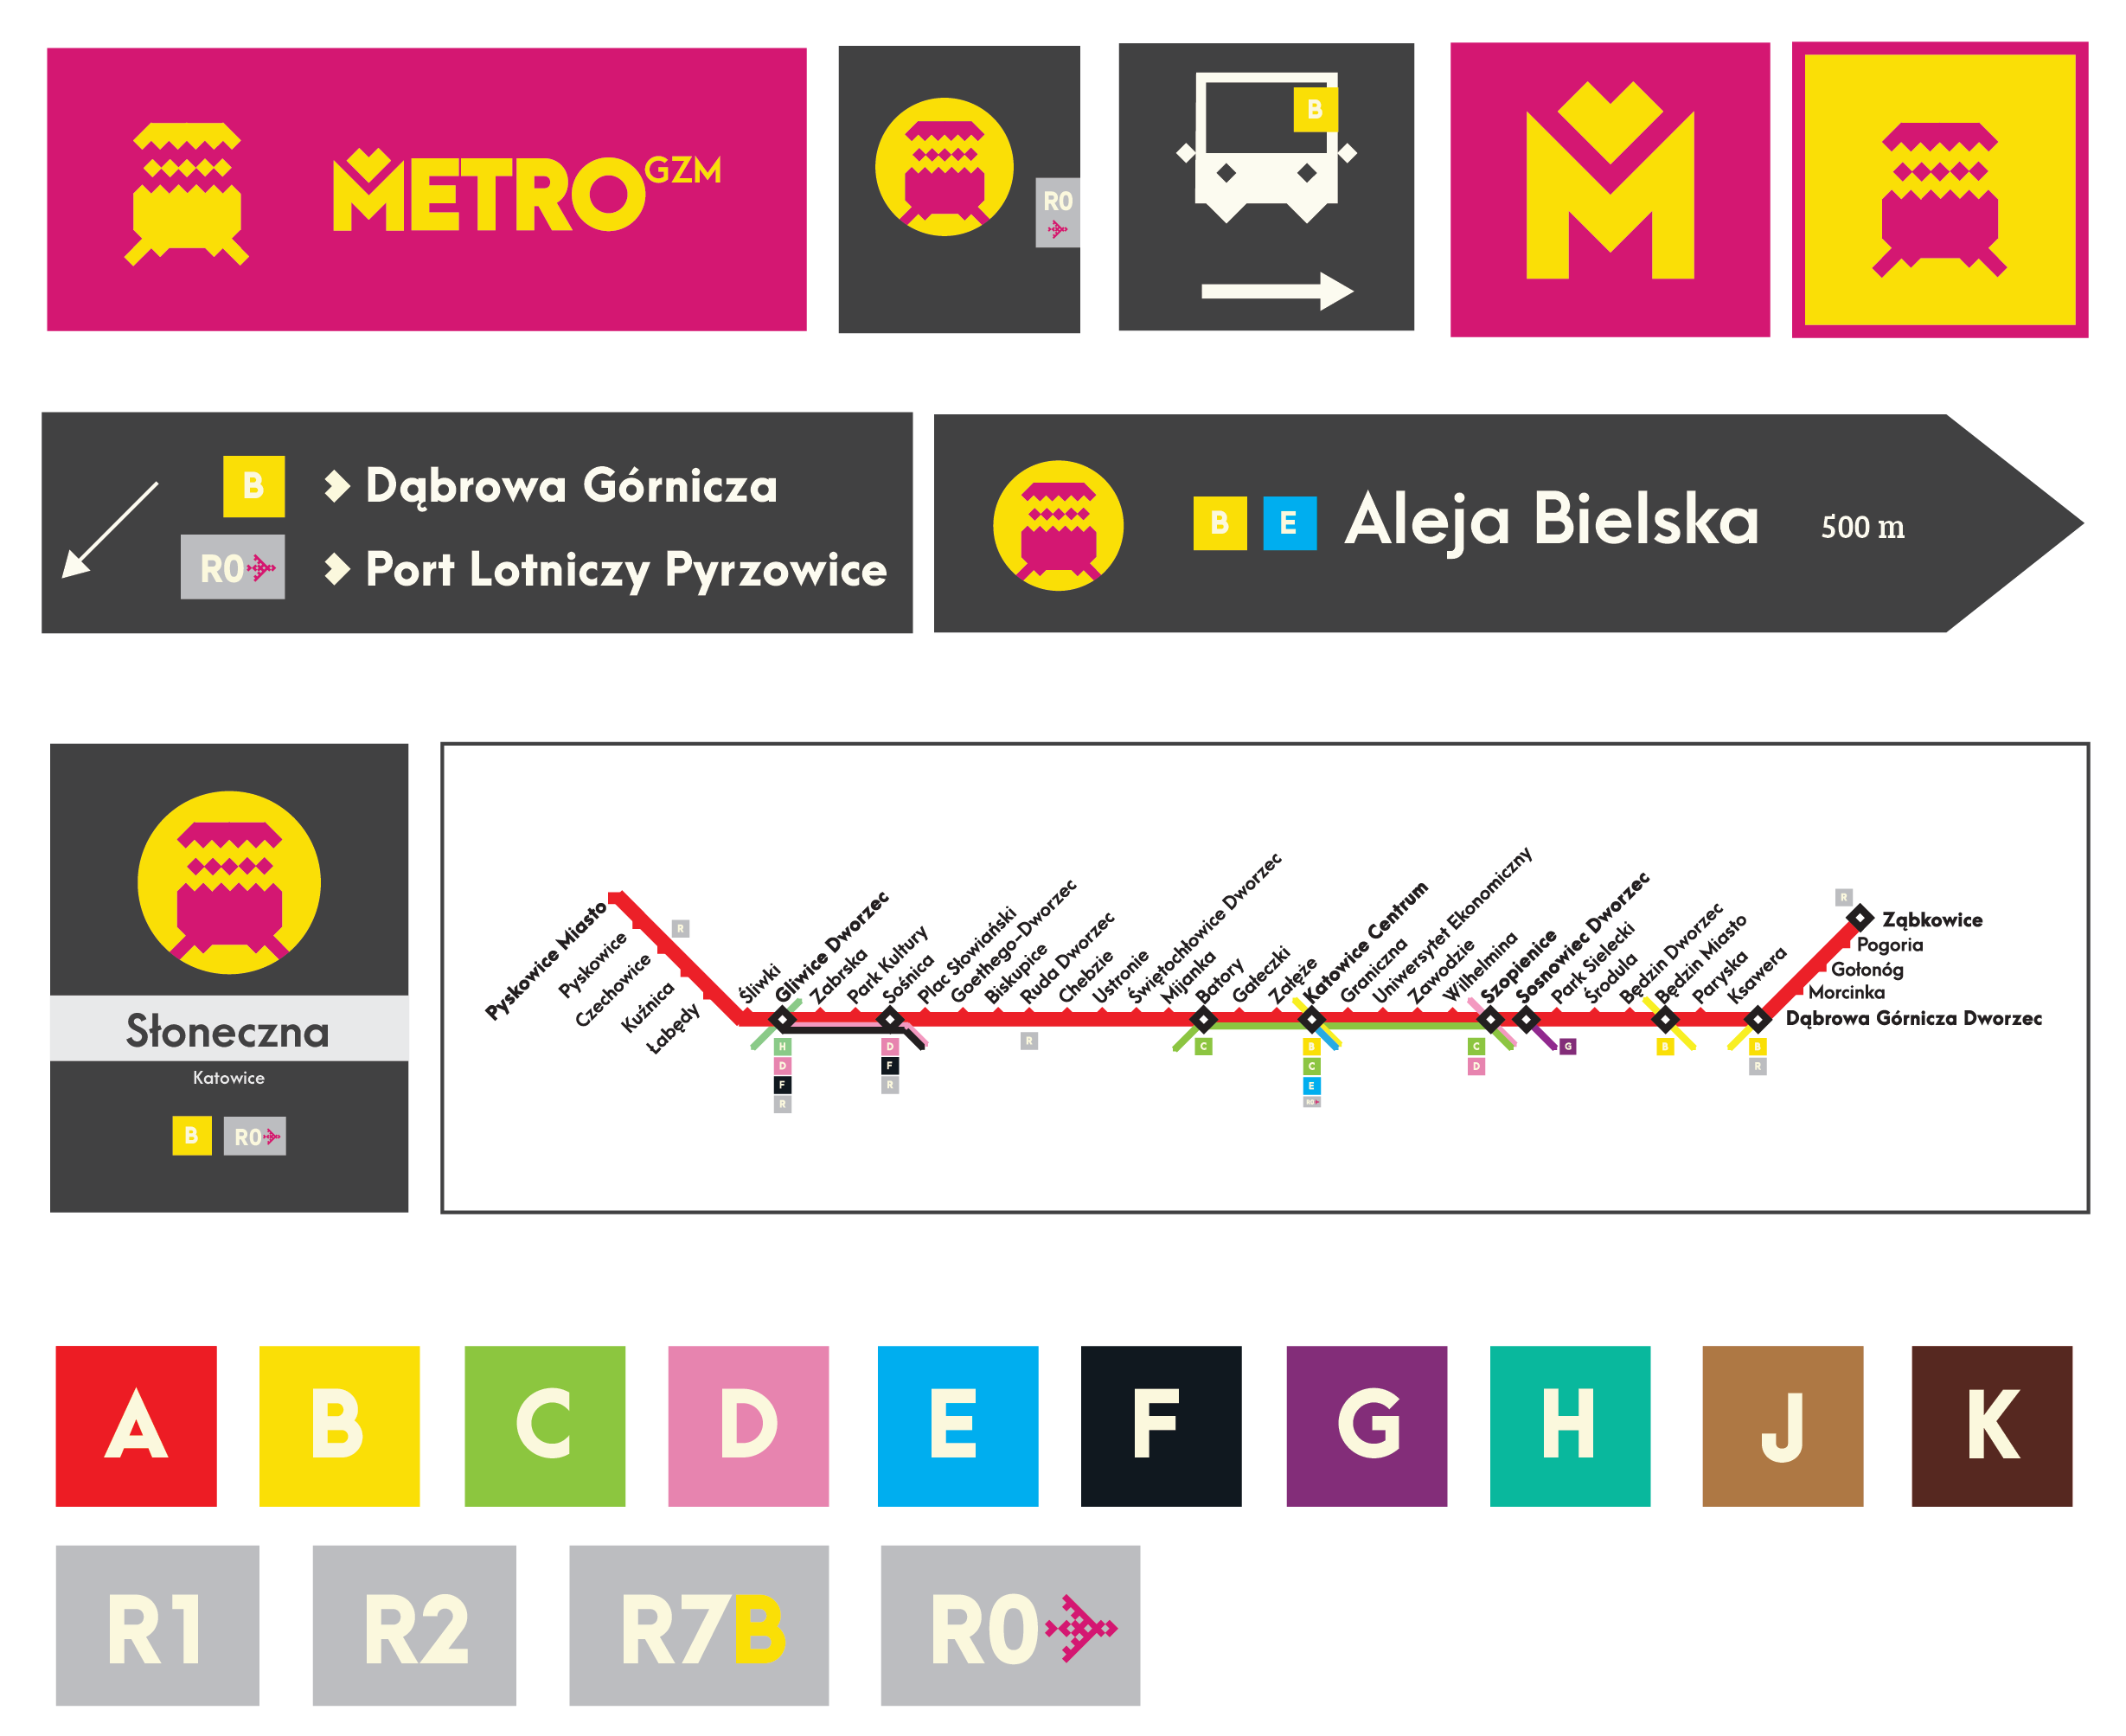 METRO GZM
R0
B
M
B Dąbrowa Górnicza
R0 Port Lotniczy Pyrzowice
B E Aleja Bielska 500 m
Słoneczna
Katowice
B R0
Pyskowice Miasto
Pyskowice
Czechowice
Kuźnica
Łabędy
R
Śliwki
Gliwice Dworzec
Zabrska
Park Kultury
Sośnica
Plac Słowiański
Goethego-Dworzec
Biskupice
Ruda Dworzec
Chebzie
Ustronie
Świętochłowice Dworzec
Mijanka
Batory
Gałeczki
Załęże
Katowice Centrum
Graniczna
Uniwersytet Ekonomiczny
Zawodzie
Wilhelmina
Szopienice
Sosnowiec Dworzec
Park Sielecki
Środula
Będzin Dworzec
Będzin Miasto
Paryska
Ksawera
R
Ząbkowice
Pogoria
Gołonóg
Morcinka
Dąbrowa Górnicza Dworzec
H
D
F
R
D
F
R
R
C
B
C
E
R0
C
D
G
B
B
R
A B C D E F G H J K
R1 R2 R7B R0